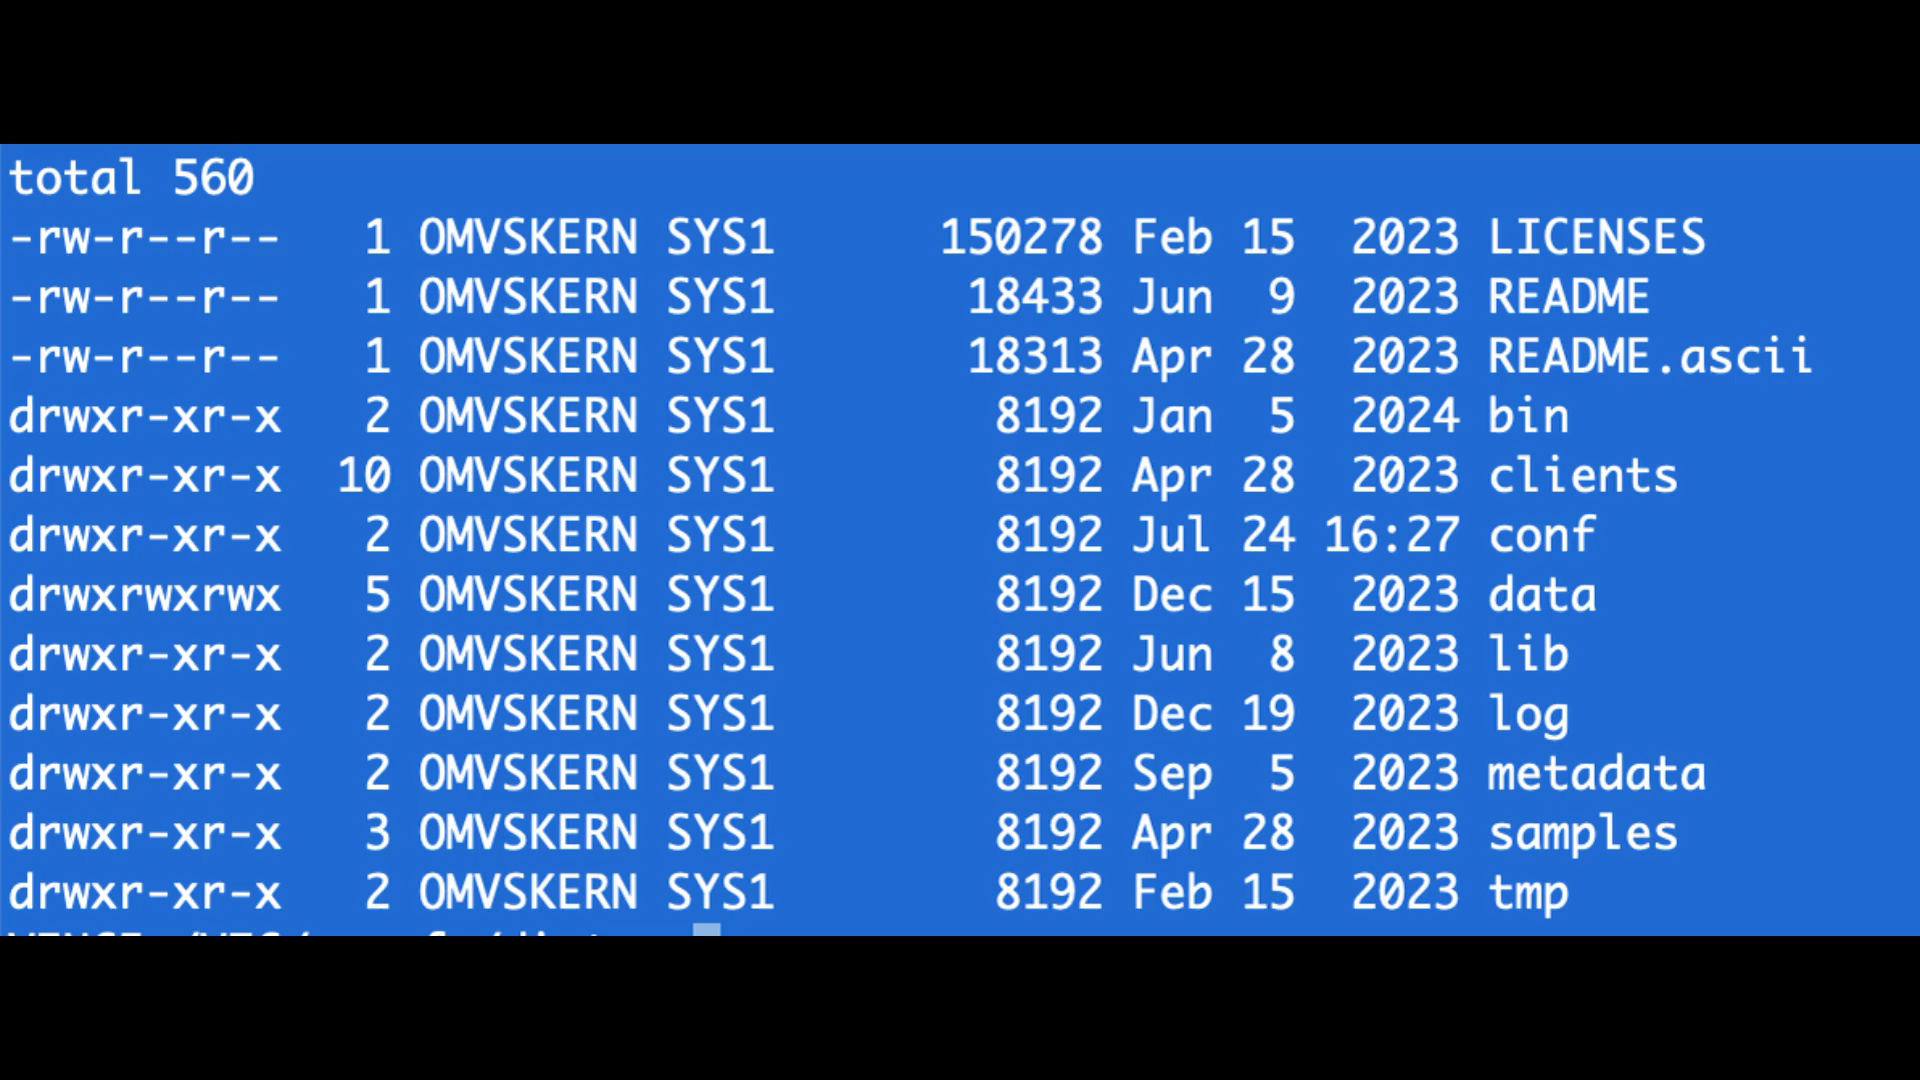 total 560
-rw-r--r--   1 OMVSKERN SYS1      150278 Feb 15  2023 LICENSES
-rw-r--r--   1 OMVSKERN SYS1       18433 Jun  9  2023 README
-rw-r--r--   1 OMVSKERN SYS1       18313 Apr 28  2023 README.ascii
drwxr-xr-x   2 OMVSKERN SYS1        8192 Jan  5  2024 bin
drwxr-xr-x  10 OMVSKERN SYS1        8192 Apr 28  2023 clients
drwxr-xr-x   2 OMVSKERN SYS1        8192 Jul 24 16:27 conf
drwxrwxrwx   5 OMVSKERN SYS1        8192 Dec 15  2023 data
drwxr-xr-x   2 OMVSKERN SYS1        8192 Jun  8  2023 lib
drwxr-xr-x   2 OMVSKERN SYS1        8192 Dec 19  2023 log
drwxr-xr-x   2 OMVSKERN SYS1        8192 Sep  5  2023 metadata
drwxr-xr-x   3 OMVSKERN SYS1        8192 Apr 28  2023 samples
drwxr-xr-x   2 OMVSKERN SYS1        8192 Feb 15  2023 tmp